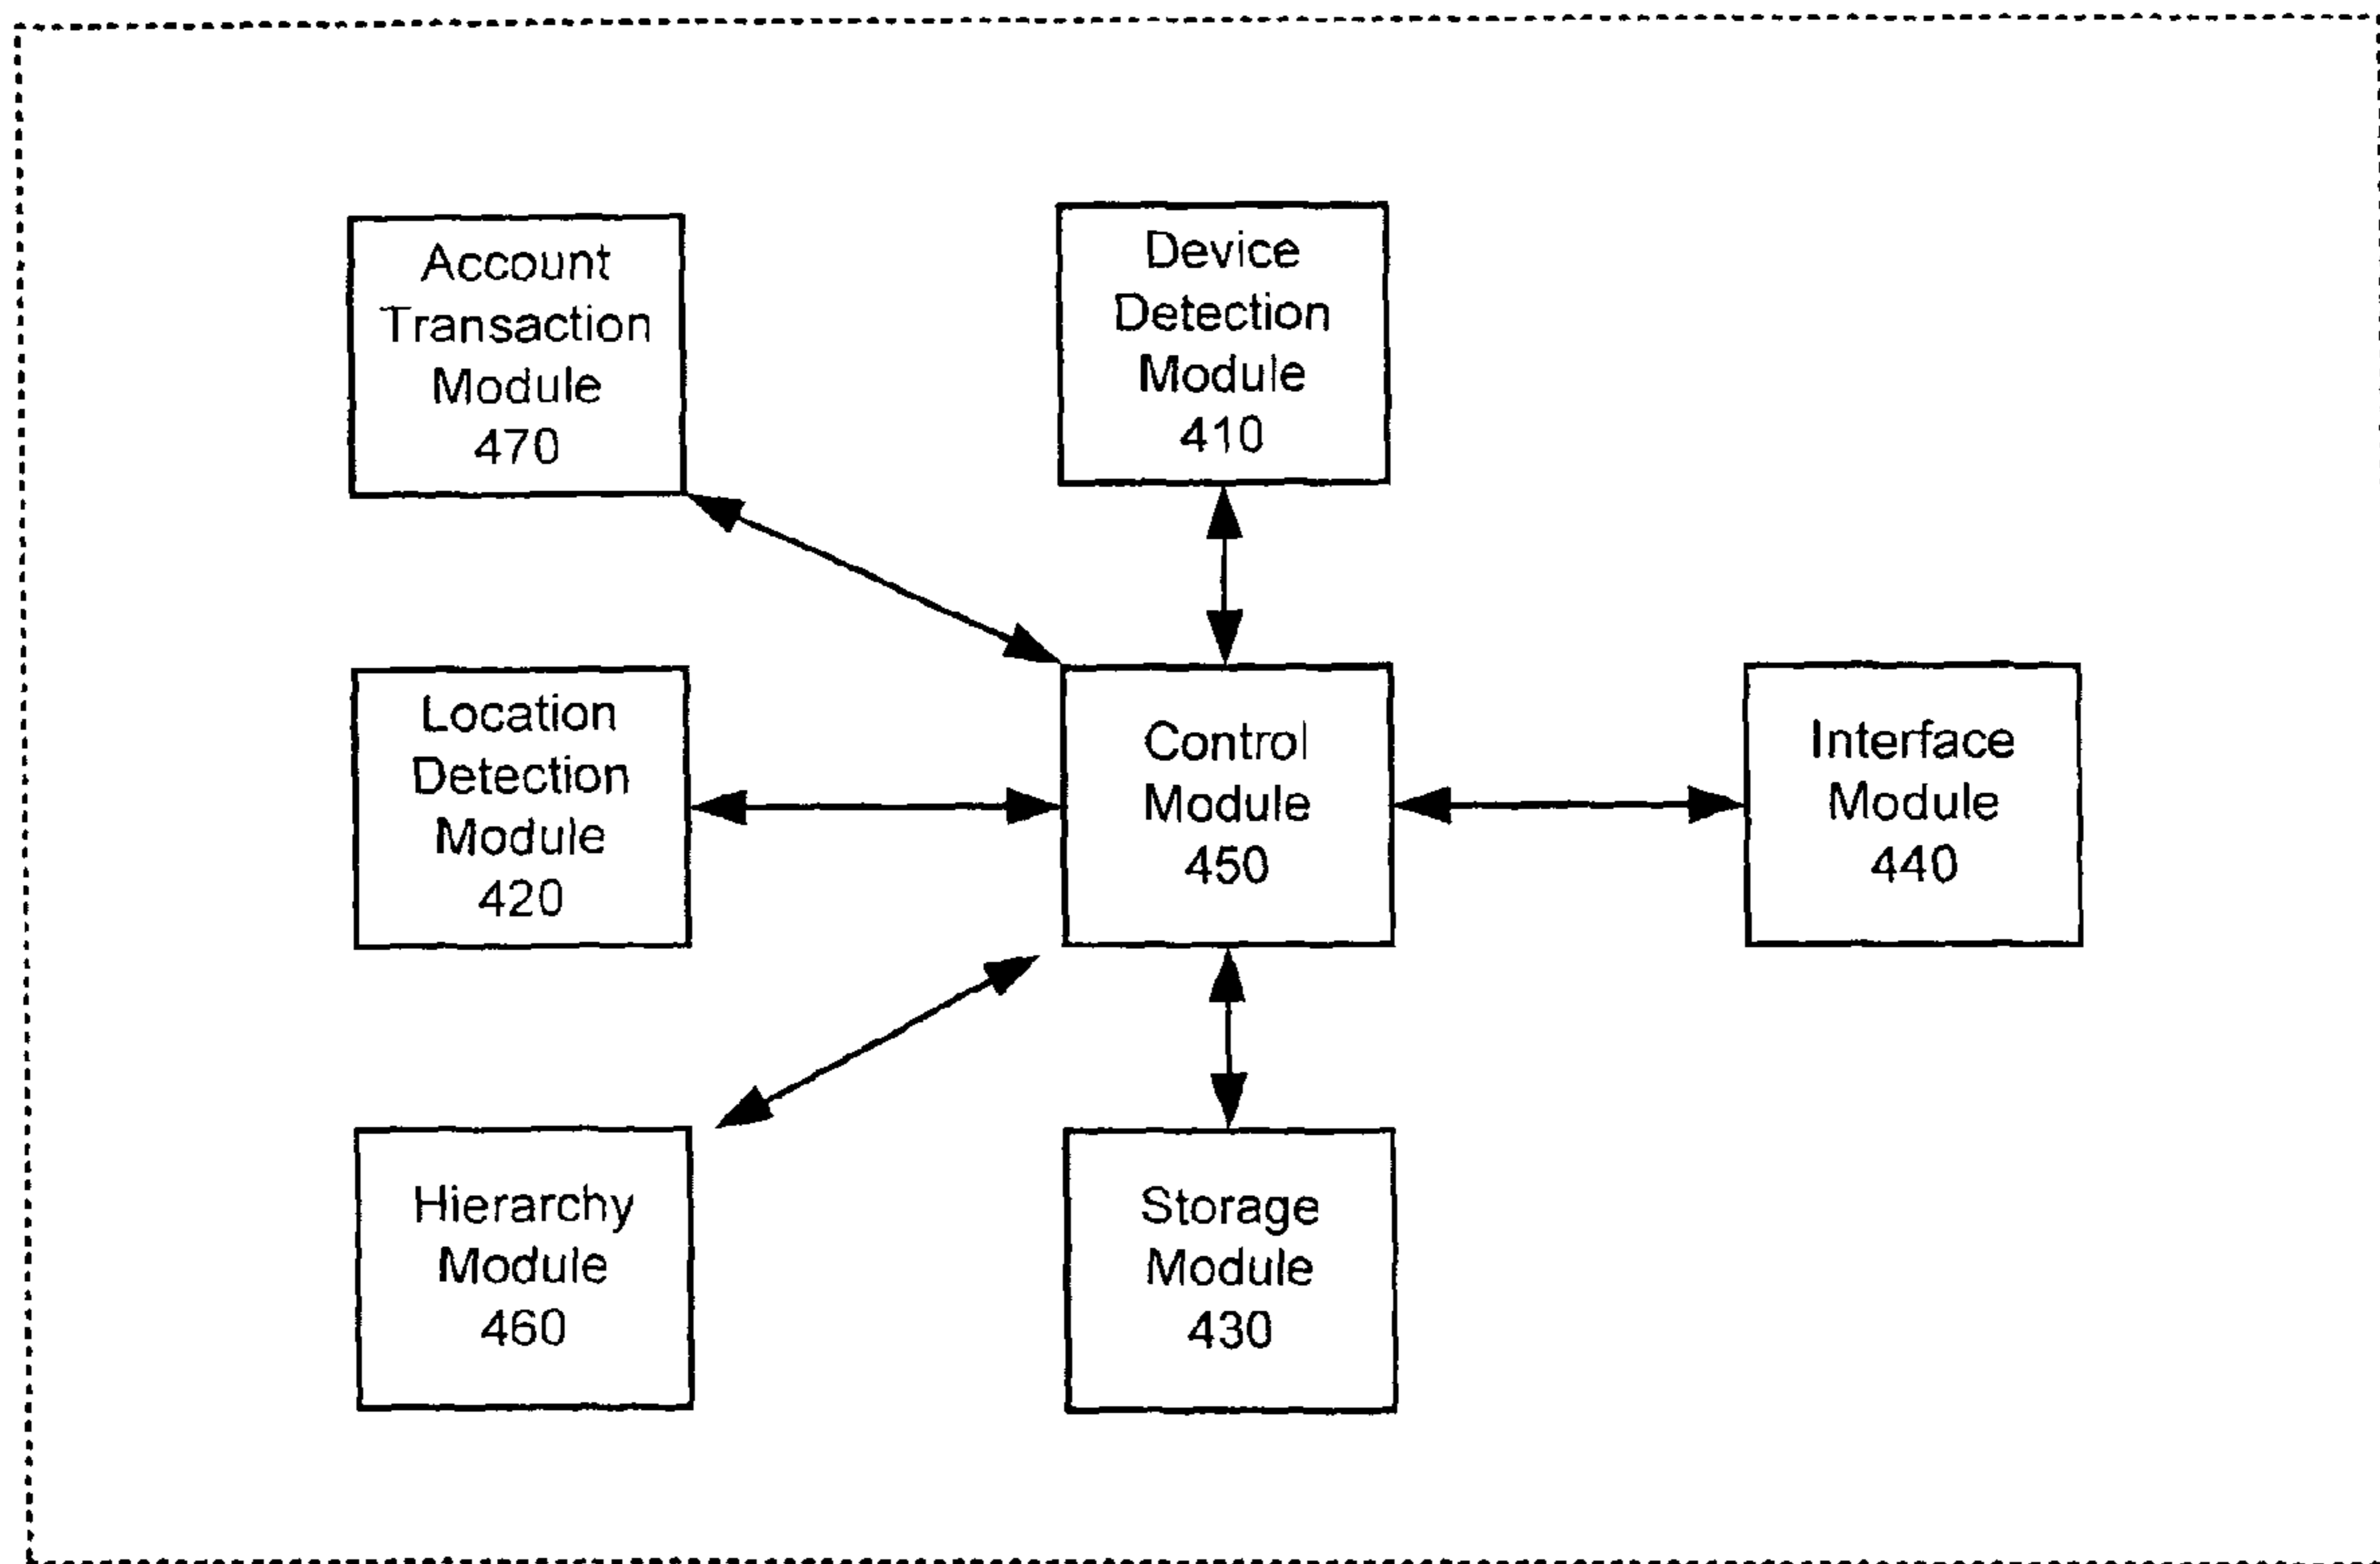 Account
Transaction
Module
470
Device
Detection
Module
410
Location
Detection
Module
420
Control
Module
450
Interface
Module
440
Hierarchy
Module
460
Storage
Module
430